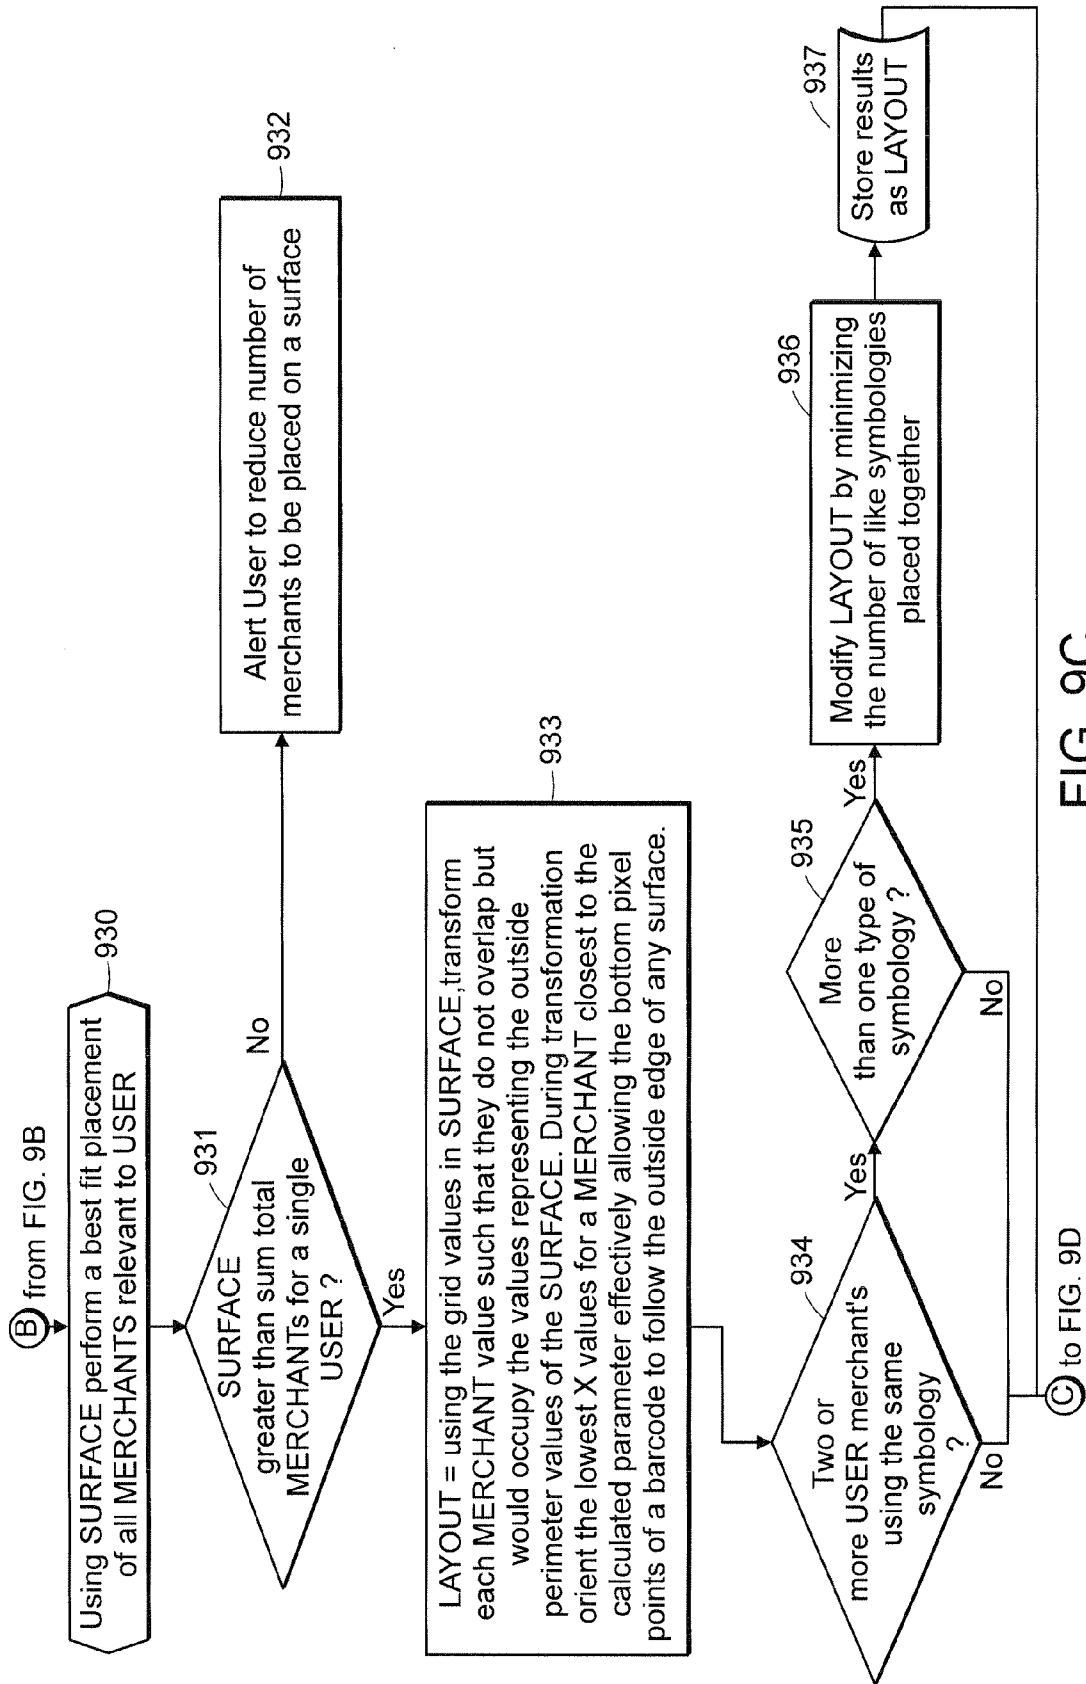 B from FIG. 9B
930
Using SURFACE perform a best fit placement
of all MERCHANTS relevant to USER
931
SURFACE
greater than sum total
MERCHANTs for a single
USER ?
No
Yes
932
Alert User to reduce number of
merchants to be placed on a surface
933
LAYOUT = using the grid values in SURFACE,transform
each MERCHANT value such that they do not overlap but
would occupy the values representing the outside
perimeter values of the SURFACE. During transformation
orient the lowest X values for a MERCHANT closest to the
calculated parameter effectively allowing the bottom pixel
points of a barcode to follow the outside edge of any surface.
934
Two or
more USER merchant's
using the same
symbology
?
Yes
No
935
More
than one type of
symbology ?
Yes
No
936
Modify LAYOUT by minimizing
the number of like symbologies
placed together
937
Store results
as LAYOUT
C to FIG. 9D
FIG. 9C